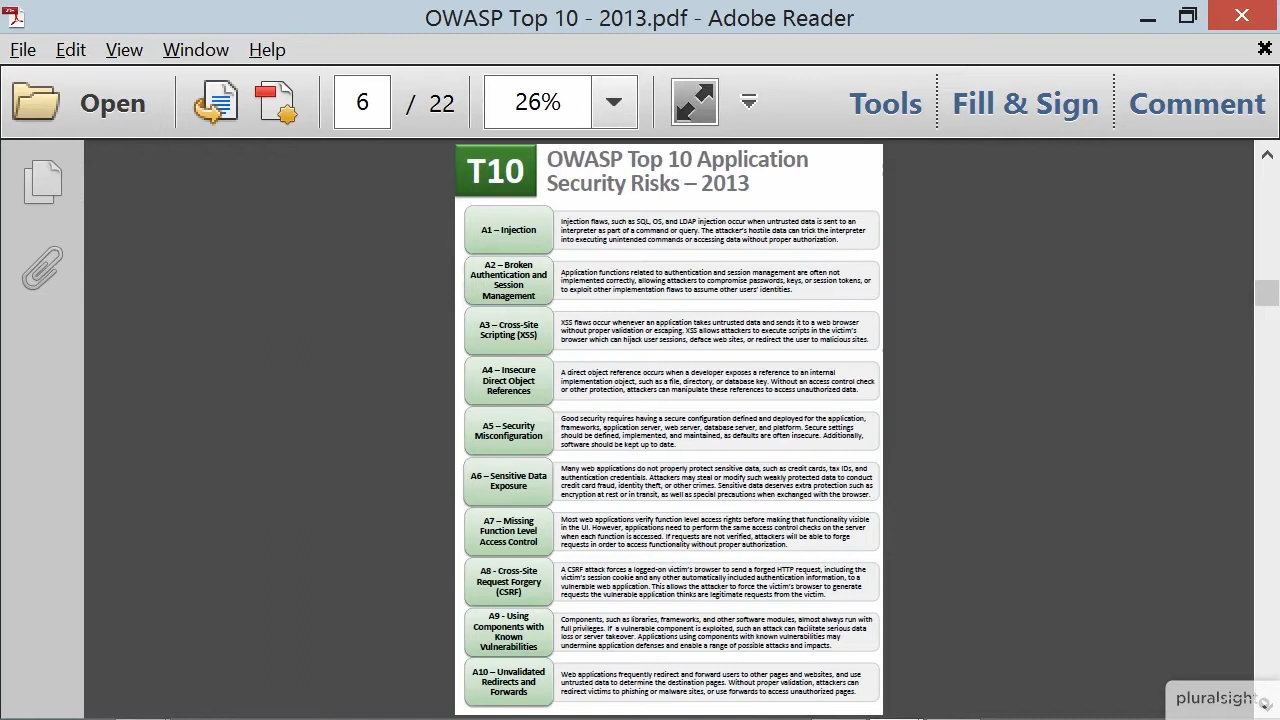 OWASP Top 10 - 2013.pdf - Adobe Reader
File Edit View Window Help
Open 6 / 22 26% Tools Fill & Sign Comment
T10
OWASP Top 10 Application
Security Risks – 2013
A1 – Injection
Injection flaws, such as SQL, OS, and LDAP injection occur when untrusted data is sent to an
interpreter as part of a command or query. The attacker's hostile data can trick the interpreter
into executing unintended commands or accessing data without proper authorization.
A2 – Broken
Authentication and
Session
Management
Application functions related to authentication and session management are often not
implemented correctly, allowing attackers to compromise passwords, keys, or session tokens, or
to exploit other implementation flaws to assume other users' identities.
A3 – Cross-Site
Scripting (XSS)
XSS flaws occur whenever an application takes untrusted data and sends it to a web browser
without proper validation or escaping. XSS allows attackers to execute scripts in the victim's
browser which can hijack user sessions, deface web sites, or redirect the user to malicious sites.
A4 – Insecure
Direct Object
References
A direct object reference occurs when a developer exposes a reference to an internal
implementation object, such as a file, directory, or database key. Without an access control check
or other protection, attackers can manipulate these references to access unauthorized data.
A5 – Security
Misconfiguration
Good security requires having a secure configuration defined and deployed for the application,
frameworks, application server, web server, database server, and platform. Secure settings
should be defined, implemented, and maintained, as defaults are often insecure. Additionally,
software should be kept up to date.
A6 – Sensitive Data
Exposure
Many web applications do not properly protect sensitive data, such as credit cards, tax IDs, and
authentication credentials. Attackers may steal or modify such weakly protected data to conduct
credit card fraud, identity theft, or other crimes. Sensitive data deserves extra protection such as
encryption at rest or in transit, as well as special precautions when exchanged with the browser.
A7 – Missing
Function Level
Access Control
Most web applications verify function level access rights before making that functionality visible
in the UI. However, applications need to perform the same access control checks on the server
when each function is accessed. If requests are not verified, attackers will be able to forge
requests in order to access functionality without proper authorization.
A8 - Cross-Site
Request Forgery
(CSRF)
A CSRF attack forces a logged-on victim's browser to send a forged HTTP request, including the
victim's session cookie and any other automatically included authentication information, to a
vulnerable web application. This allows the attacker to force the victim's browser to generate
requests the vulnerable application thinks are legitimate requests from the victim.
A9 - Using
Components with
Known
Vulnerabilities
Components, such as libraries, frameworks, and other software modules, almost always run with
full privileges. If a vulnerable component is exploited, such an attack can facilitate serious data
loss or server takeover. Applications using components with known vulnerabilities may
undermine application defenses and enable a range of possible attacks and impacts.
A10 – Unvalidated
Redirects and
Forwards
Web applications frequently redirect and forward users to other pages and websites, and use
untrusted data to determine the destination pages. Without proper validation, attackers can
redirect victims to phishing or malware sites, or use forwards to access unauthorized pages.
pluralsight